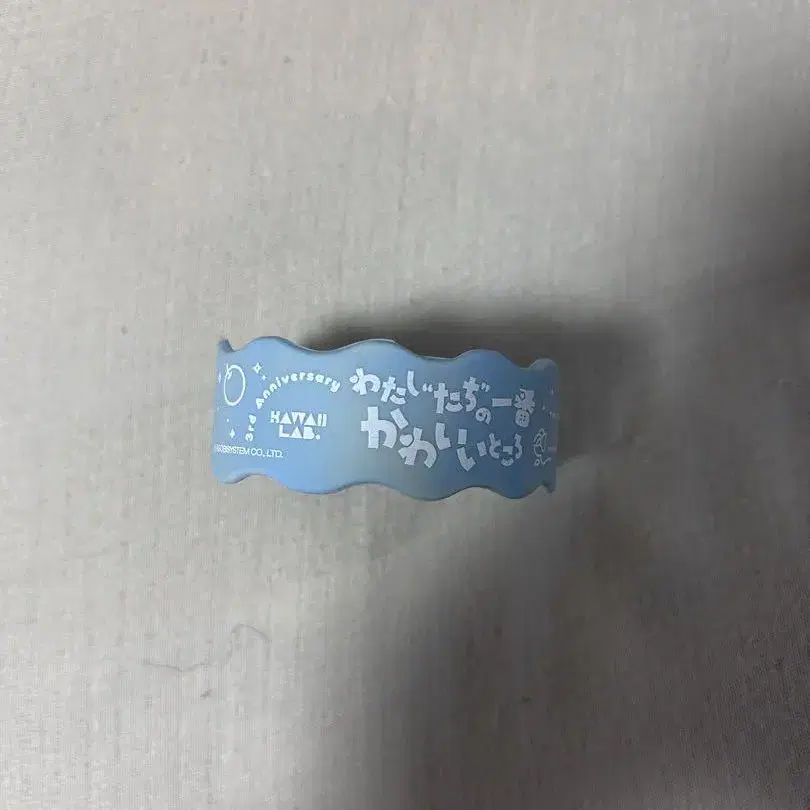 3rd Anniversary
KAWAII
LAB.
わたしたちの一番
かわいいところ
ASOBISYSTEM CO., LTD.